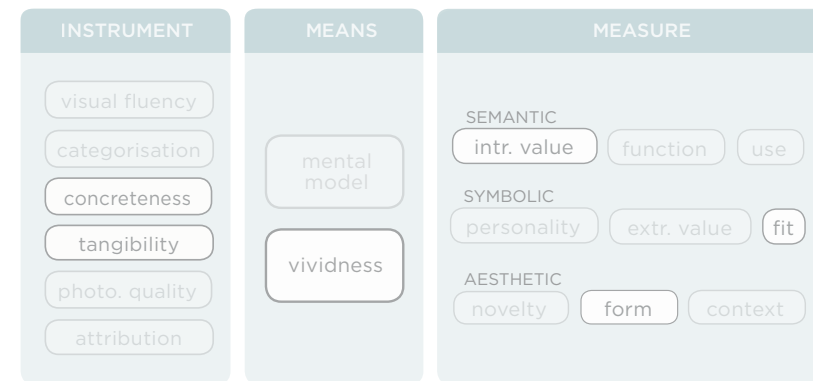 INSTRUMENT
visual fluency
categorisation
concreteness
tangibility
photo. quality
attribution
MEANS
mental
model
vividness
MEASURE
SEMANTIC
intr. value function use
SYMBOLIC
personality extr. value fit
AESTHETIC
novelty form context